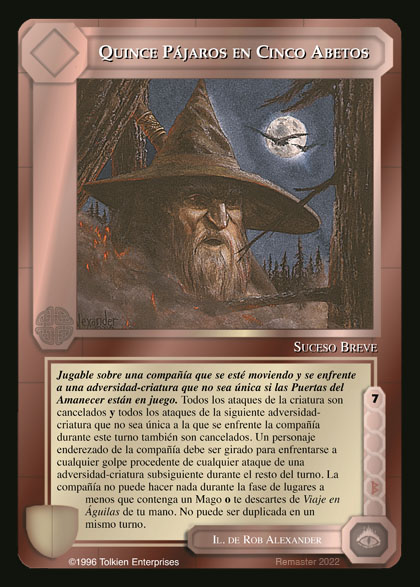 Quince Pájaros en Cinco Abetos
Alexander
Suceso Breve
Jugable sobre una compañía que se esté moviendo y se enfrente
a una adversidad-criatura que no sea única si las Puertas del
Amanecer están en juego. Todos los ataques de la criatura son
cancelados y todos los ataques de la siguiente adversidad-
criatura que no sea única a la que se enfrente la compañía
durante este turno también son cancelados. Un personaje
enderezado de la compañía debe ser girado para enfrentarse a
cualquier golpe procedente de cualquier ataque de una
adversidad-criatura subsiguiente durante el resto del turno. La
compañía no puede hacer nada durante la fase de lugares a
menos que contenga un Mago o te descartes de Viaje en
Águilas de tu mano. No puede ser duplicada en un
mismo turno.
7
Il. de Rob Alexander
©1996 Tolkien Enterprises
Remaster 2022